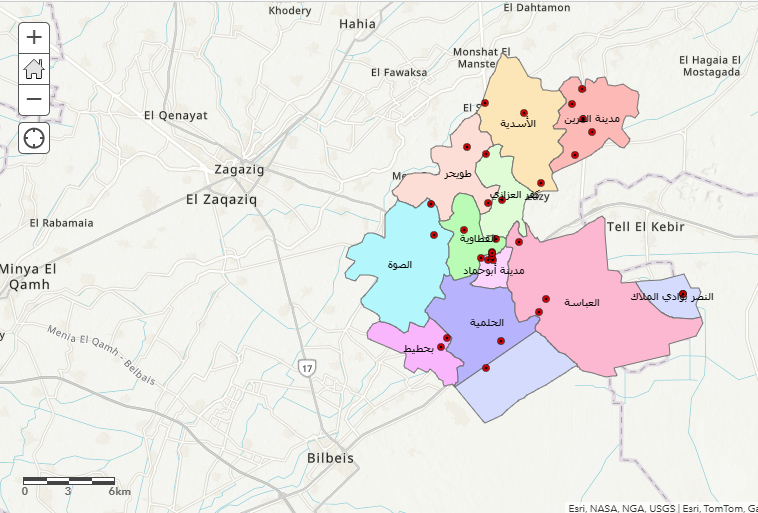 El Dahtamon
Khodery
Hahia
Monshat El
Manste
El Hagaia El
Mostagada
El Fawaksa
El S
El Qenayat
الأسدية
مدينة القرين
Zagazig
Me
طويحر
El Zaqaziq
كفر العزازي
azy
El Rabamaia
Tell El Kebir
القطاوية
Minya El
Qamh
الصوة
مدينة أبوحماد
النصر بوادي الملاك
العباسة
الحلمية
Menia El Qamh - Belbais
بحطيط
17
Bilbeis
0 3 6km
Esri, NASA, NGA, USGS | Esri, TomTom, Ga